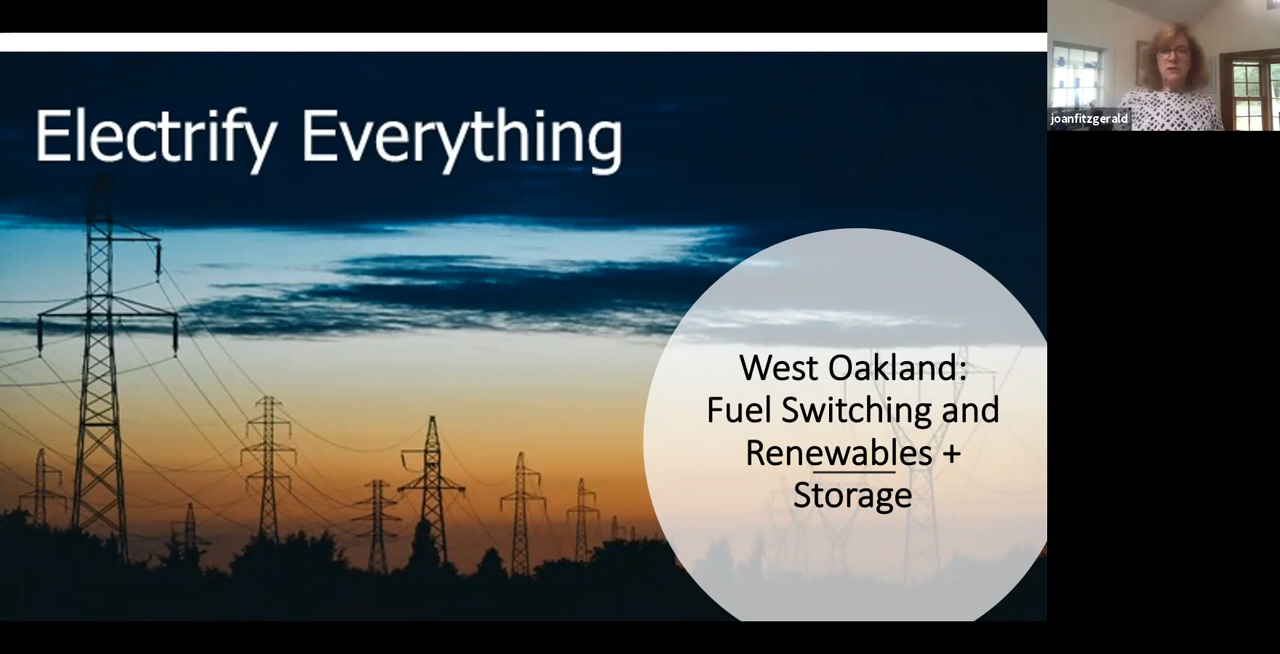 Electrify Everything
joanfitzgerald
West Oakland:
Fuel Switching and
Renewables +
Storage